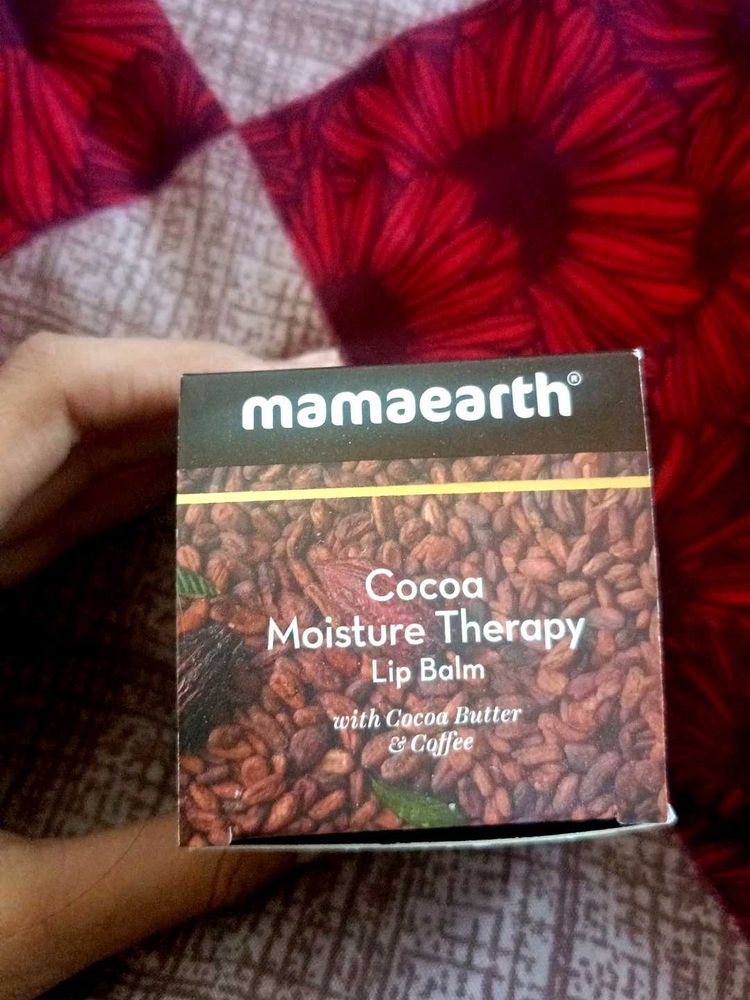 mamaearth®
Cocoa
Moisture Therapy
Lip Balm
with Cocoa Butter
& Coffee